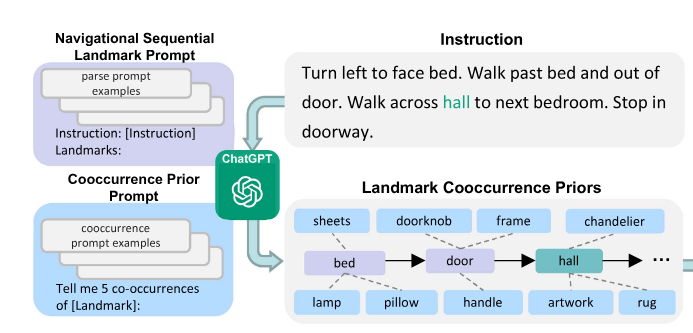 Navigational Sequential
Landmark Prompt
parse prompt
examples
Instruction: [Instruction]
Landmarks:
Cooccurrence Prior
Prompt
cooccurrence
prompt examples
Tell me 5 co-occurrences
of [Landmark]:
ChatGPT
Instruction
Turn left to face bed. Walk past bed and out of
door. Walk across hall to next bedroom. Stop in
doorway.
Landmark Cooccurrence Priors
sheets doorknob frame chandelier
bed door hall ...
lamp pillow handle artwork rug